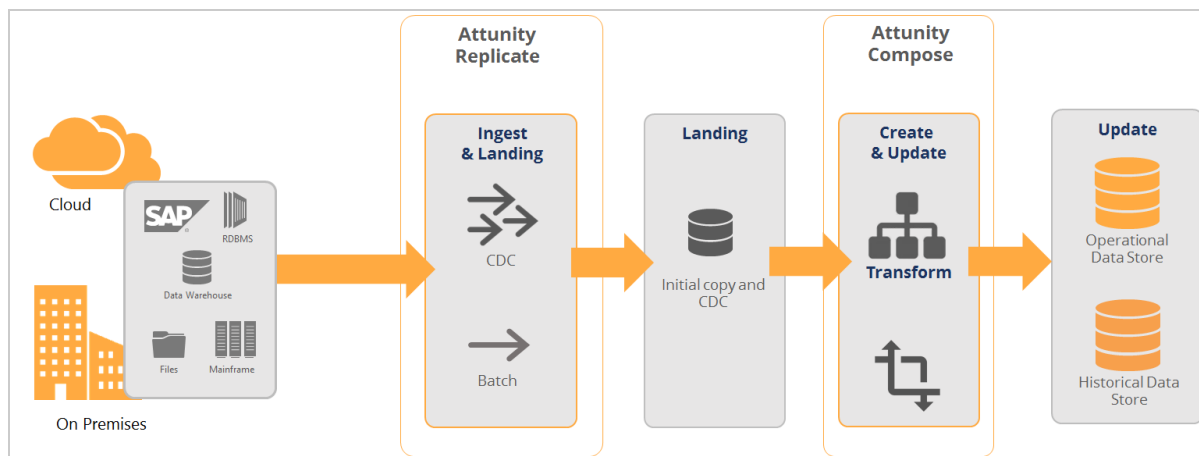 Attunity
Replicate
Attunity
Compose
Cloud
SAP
®
RDBMS
Data Warehouse
Files
Mainframe
On Premises
Ingest
& Landing
CDC
Batch
Landing
Initial copy and
CDC
Create
& Update
Transform
Update
Operational
Data Store
Historical Data
Store